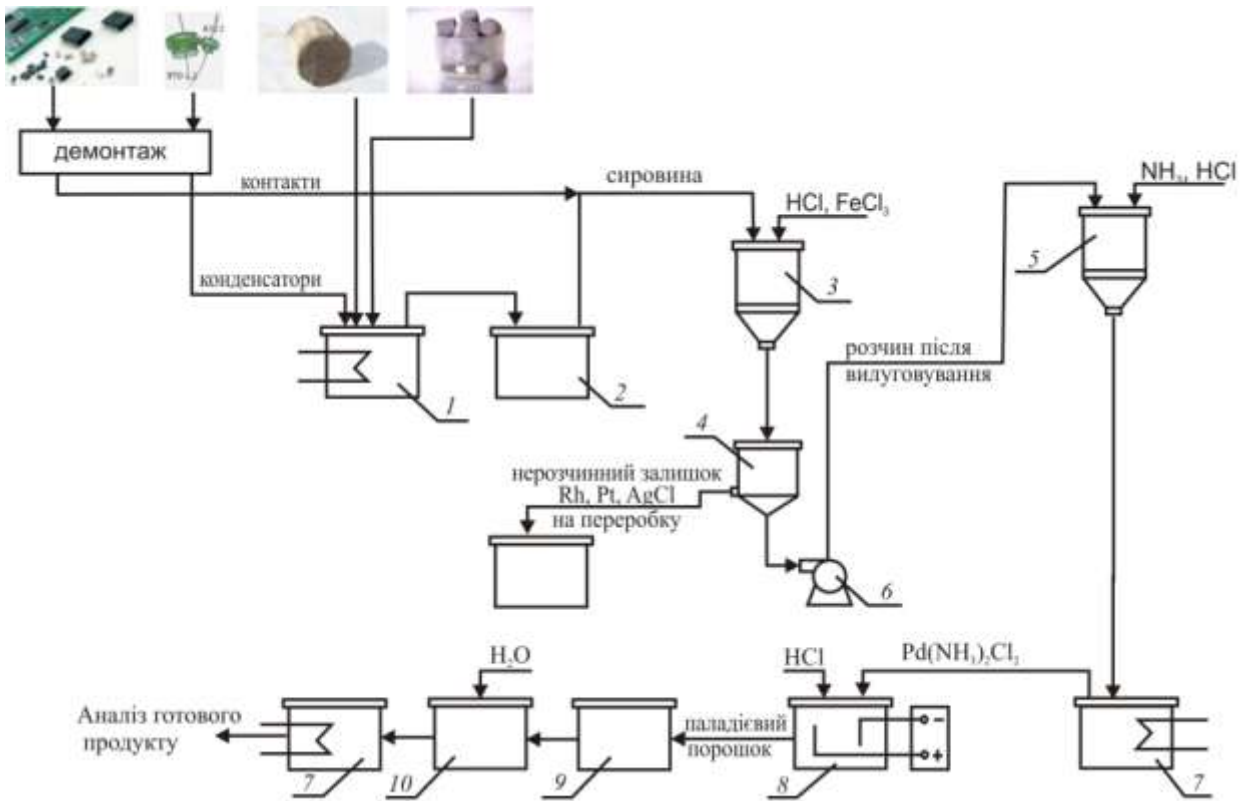 демонтаж
контакти
сировина
NH₃, HCl
HCl, FeCl₃
5
3
конденсатори
розчин після
вилуговування
1
2
4
нерозчинний залишок
Rh, Pt, AgCl
на переробку
6
H₂O
HCl
Pd(NH₃)₂Cl₂
Аналіз готового
продукту
паладієвий
порошок
−
+
7
10
9
8
7